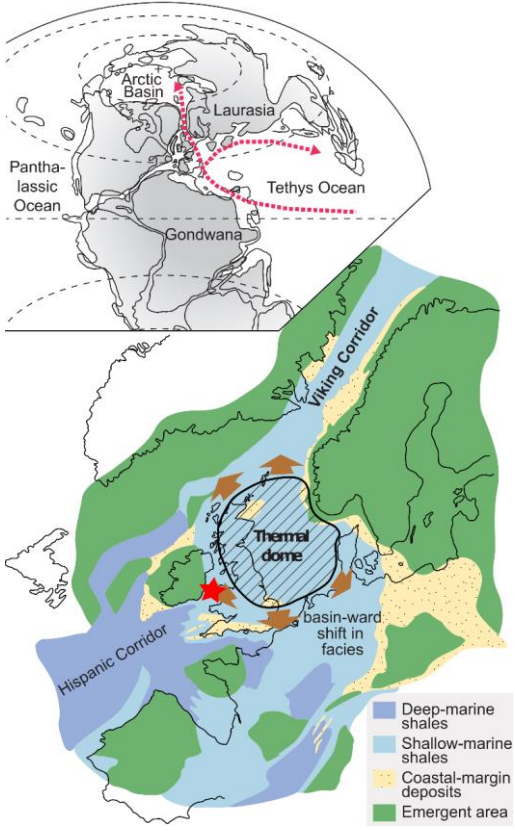 Arctic
Basin
Laurasia
Pantha-
lassic
Ocean
Tethys Ocean
Gondwana
Viking Corridor
Thermal
dome
basin-ward
shift in
facies
Hispanic Corridor
Deep-marine
shales
Shallow-marine
shales
Coastal-margin
deposits
Emergent area